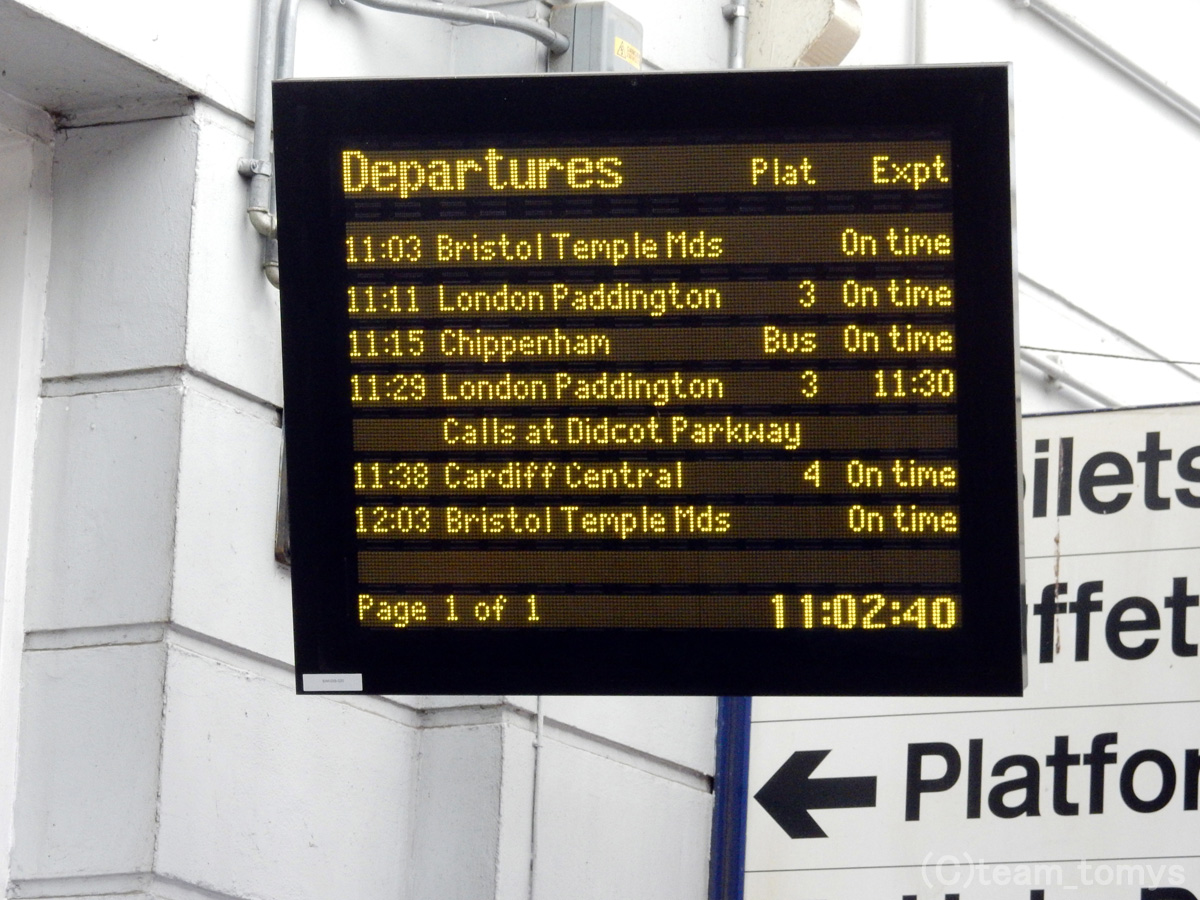 Departures Plat Expt
11:03 Bristol Temple Mds On time
11:11 London Paddington 3 On time
11:15 Chippenham Bus On time
11:29 London Paddington 3 11:30
Calls at Didcot Parkway
11:38 Cardiff Central 4 On time
12:03 Bristol Temple Mds On time
Page 1 of 1 11:02:40
ilets
ffet
Platfor
(C)team_tomys